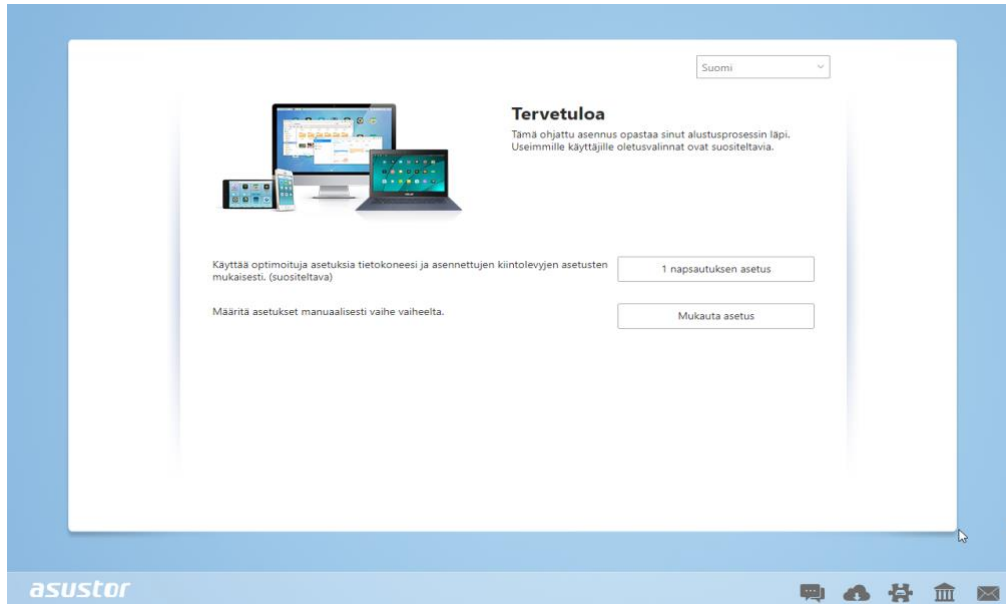 Suomi
Tervetuloa
Tämä ohjattu asennus opastaa sinut alustusprosessin läpi.
Useimmille käyttäjille oletusvalinnat ovat suositeltavia.
Käyttää optimoituja asetuksia tietokoneesi ja asennettujen kiintolevyjen asetusten
mukaisesti. (suositeltava)
1 napsautuksen asetus
Määritä asetukset manuaalisesti vaihe vaiheelta.
Mukauta asetus
asustor